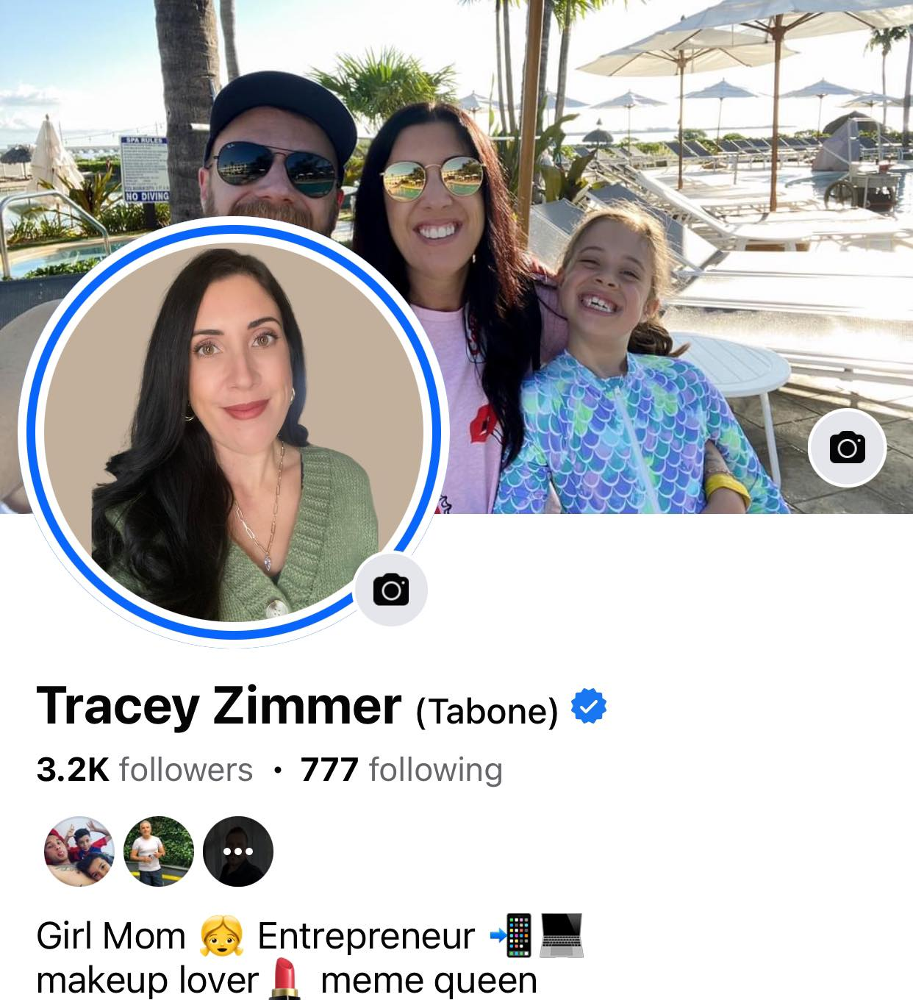 SPA RULES
NO DIVING
Tracey Zimmer (Tabone)
3.2K followers • 777 following
Girl Mom 👧 Entrepreneur 📲💻
makeup lover💄 meme queen